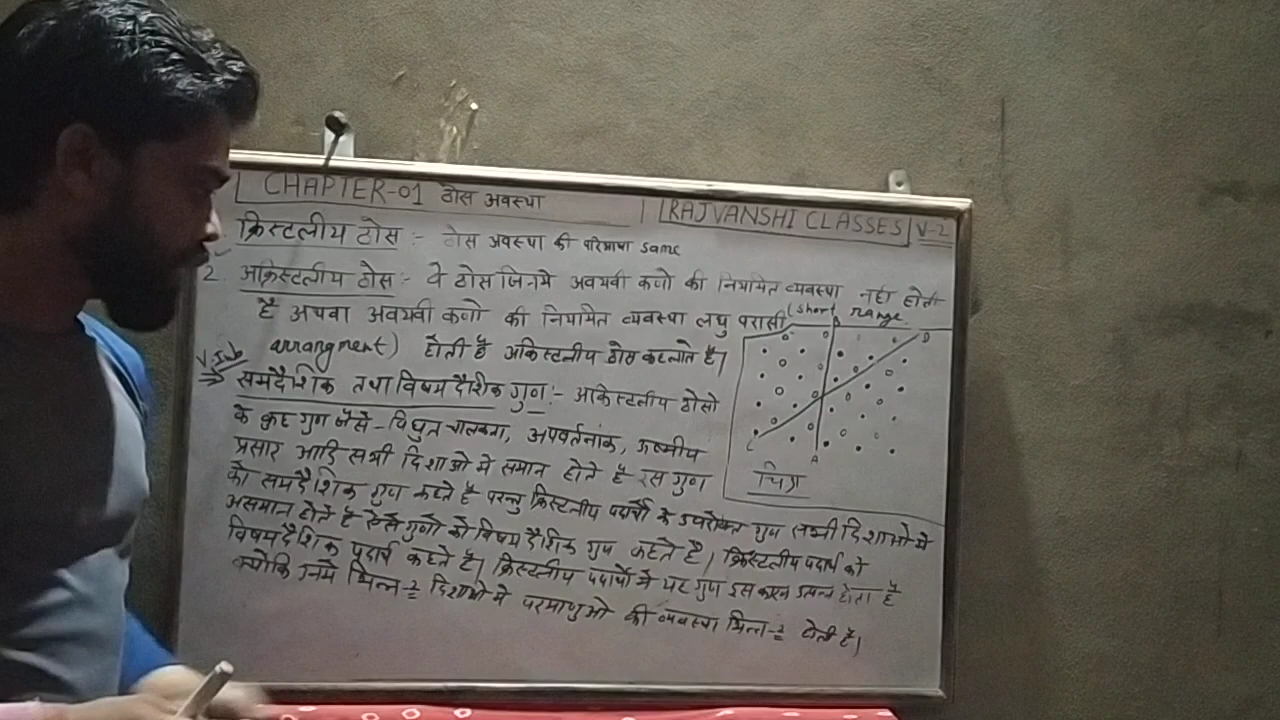 CHAPTER-01 ठोस अवस्था RAJVANSHI CLASSES V-2
क्रिस्टलीय ठोस :- ठोस अवस्था की परिभाषा same
2. अक्रिस्टलीय ठोस :- वे ठोस जिनमे अवयवी कणो की नियमित व्यवस्था नहीं होती
है अथवा अवयवी कणो की नियमित व्यवस्था लघु परासी (short range
arrangment) होती है अक्रिस्टलीय ठोस कहलाते है।
समदैशिक तथा विषमदैशिक गुण :- अक्रिस्टलीय ठोसो
के कुछ गुण जैसे - विधुत चालकता, अपवर्तनांक, ऊष्मीय
प्रसार आदि सभी दिशाओ मे समान होते है इस गुण
को समदैशिक गुण कहते है परन्तु क्रिस्टलीय पदार्थो के उपरोक्त गुण सभी दिशाओ मे
असमान होते है ऐसे गुणो को विषम दैशिक गुण कहते है। क्रिस्टलीय पदार्थ को
विषमदैशिक पदार्थ कहते है। क्रिस्टलीय पदार्थो मे यह गुण इस कारन उत्पन्न होता है
क्योकि उनमे भिन्न-2 दिशाओ मे परमाणुओ की व्यवस्था भिन्न-2 होती है।
B
D
C
A
चित्र